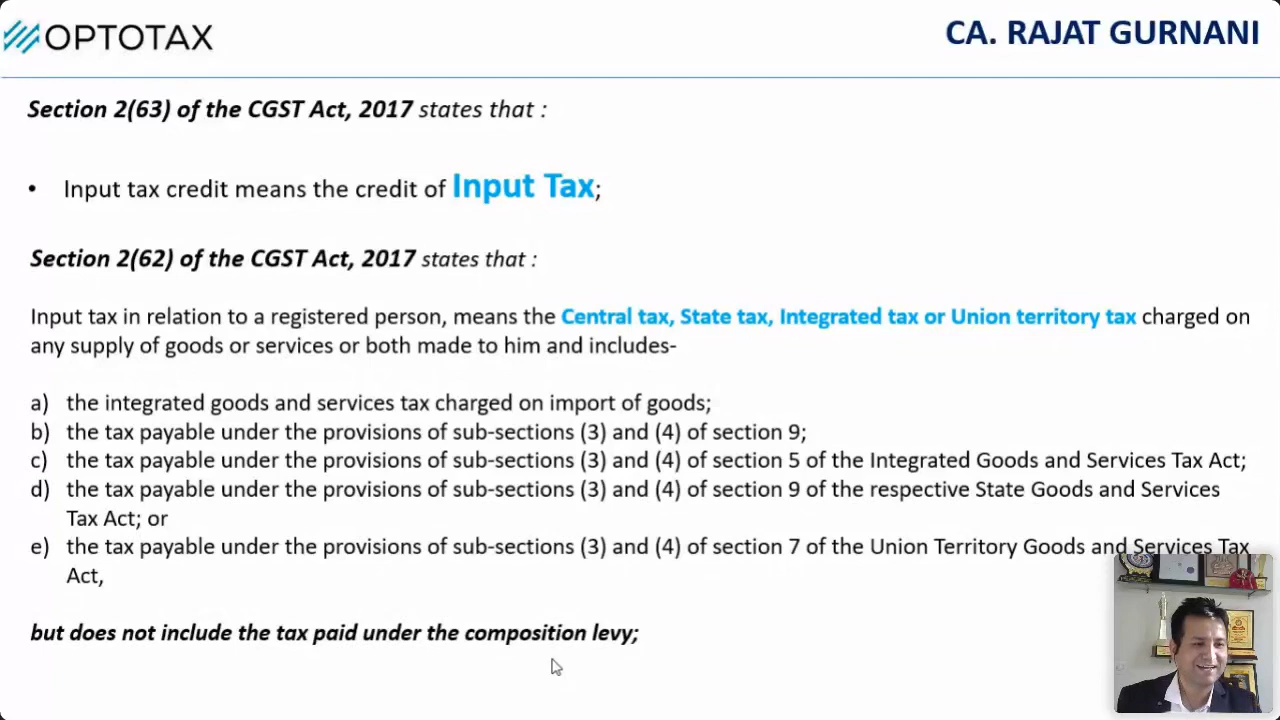 OPTOTAX
CA. RAJAT GURNANI
Section 2(63) of the CGST Act, 2017 states that :
• Input tax credit means the credit of Input Tax;
Section 2(62) of the CGST Act, 2017 states that :
Input tax in relation to a registered person, means the Central tax, State tax, Integrated tax or Union territory tax charged on
any supply of goods or services or both made to him and includes-
a) the integrated goods and services tax charged on import of goods;
b) the tax payable under the provisions of sub-sections (3) and (4) of section 9;
c) the tax payable under the provisions of sub-sections (3) and (4) of section 5 of the Integrated Goods and Services Tax Act;
d) the tax payable under the provisions of sub-sections (3) and (4) of section 9 of the respective State Goods and Services
Tax Act; or
e) the tax payable under the provisions of sub-sections (3) and (4) of section 7 of the Union Territory Goods and Services Tax
Act,
but does not include the tax paid under the composition levy;